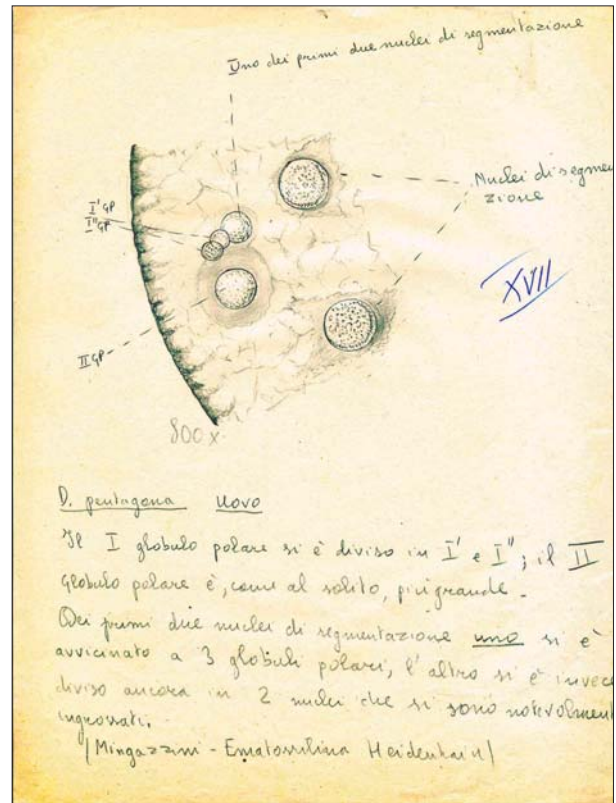 Uno dei primi due nuclei di segmentazione
Nuclei di segmen
zione
I' GP
I'' GP
XVII
II GP
800 x
D. pentagona uovo
Il I globulo polare si è diviso in I' e I''; il II
Globulo polare è, come al solito, più grande.
Dei primi due nuclei di segmentazione uno si è
avvicinato a 3 globuli polari, l'altro si è invece
diviso ancora in 2 nuclei che si sono notevolment
ingrossati.
(Mingazzini - Ematossilina Heidenhain)